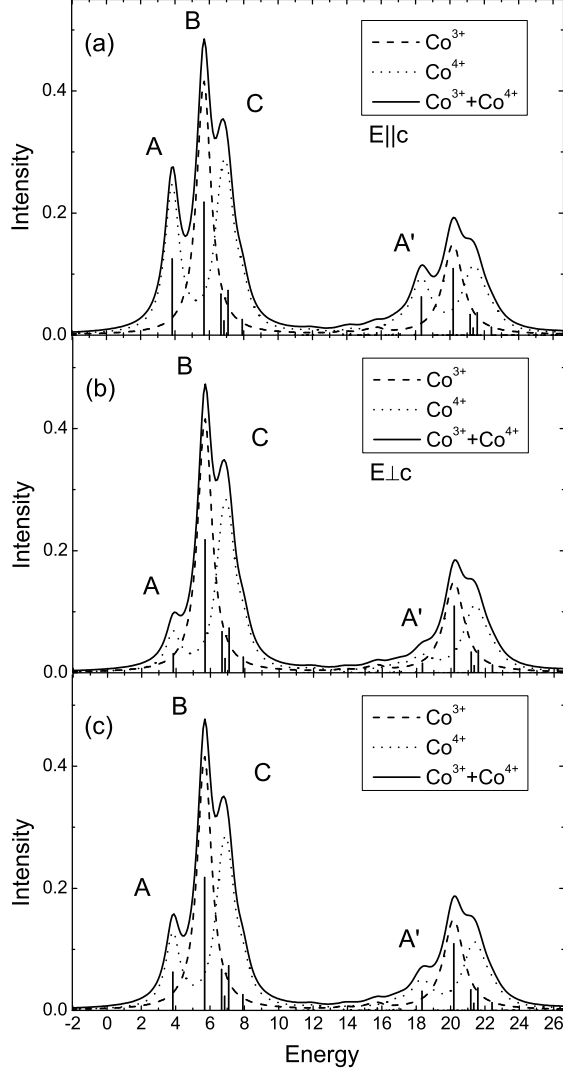 (a)
B
A
C
A'
Co3+
Co4+
Co3++Co4+
E||c
Intensity
0.4
0.2
0.0
(b)
B
A
C
A'
Co3+
Co4+
Co3++Co4+
E⊥c
Intensity
0.4
0.2
0.0
(c)
B
A
C
A'
Co3+
Co4+
Co3++Co4+
Intensity
0.4
0.2
0.0
-2 0 2 4 6 8 10 12 14 16 18 20 22 24 26
Energy